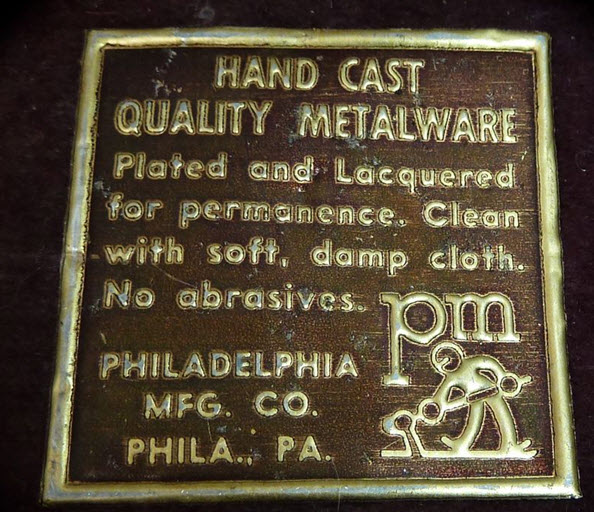 HAND CAST
QUALITY METALWARE
Plated and Lacquered
for permanence. Clean
with soft, damp cloth.
No abrasives.
pm
PHILADELPHIA
MFG. CO.
PHILA., PA.